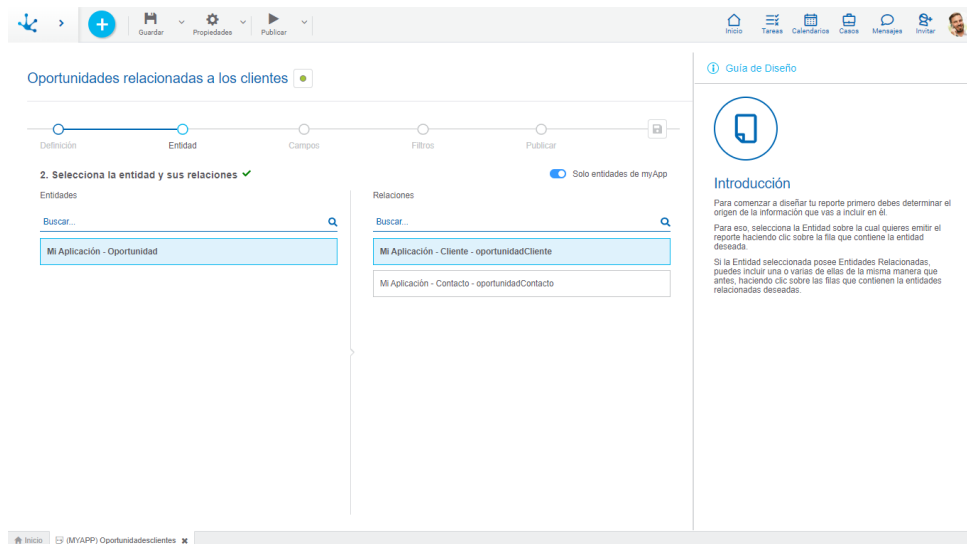 Guardar
Propiedades
Publicar
Inicio
Tareas
Calendarios
Casos
Mensajes
Invitar
Oportunidades relacionadas a los clientes
Definición
Entidad
Campos
Filtros
Publicar
2. Selecciona la entidad y sus relaciones
Solo entidades de myApp
Entidades
Buscar...
Mi Aplicación - Oportunidad
Relaciones
Buscar...
Mi Aplicación - Cliente - oportunidadCliente
Mi Aplicación - Contacto - oportunidadContacto
Guía de Diseño
Introducción
Para comenzar a diseñar tu reporte primero debes determinar el
origen de la información que vas a incluir en él.
Para eso, selecciona la Entidad sobre la cual quieres emitir el
reporte haciendo clic sobre la fila que contiene la entidad
deseada.
Si la Entidad seleccionada posee Entidades Relacionadas,
puedes incluir una o varias de ellas de la misma manera que
antes, haciendo clic sobre las filas que contienen la entidades
relacionadas deseadas.
Inicio
(MYAPP) Oportunidadesclientes